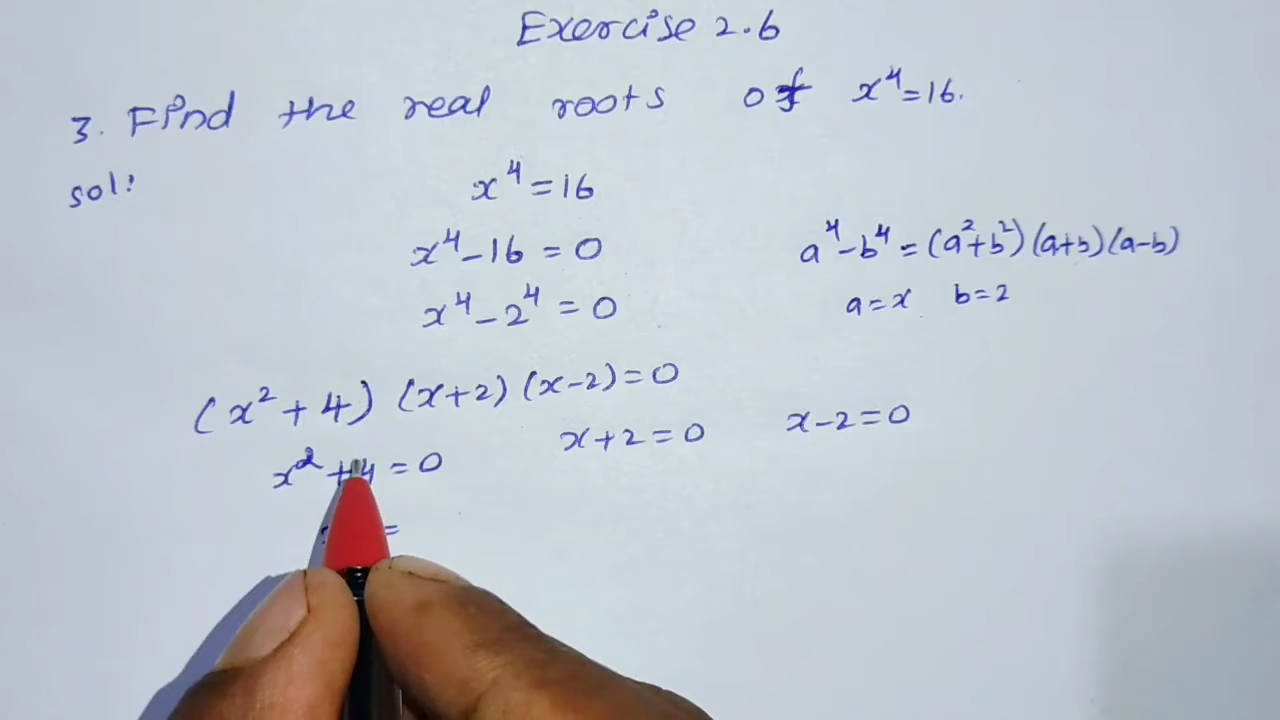 Exercise 2.6
3. Find the real roots of x⁴=16.
sol:
x⁴=16
x⁴-16=0
a⁴-b⁴=(a²+b²)(a+b)(a-b)
x⁴-2⁴=0
a=x b=2
(x²+4)(x+2)(x-2)=0
x²+4=0 x+2=0 x-2=0
=